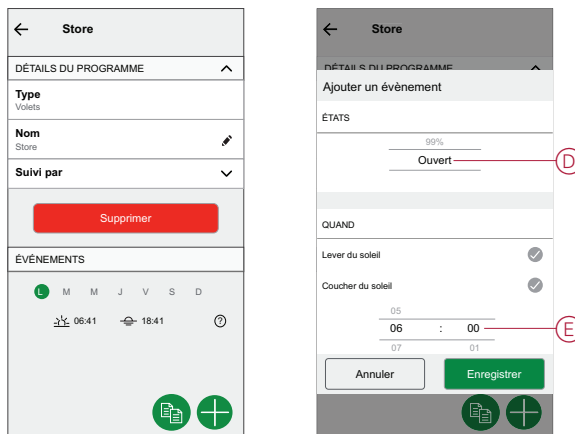 Store
DÉTAILS DU PROGRAMME
Type
Volets
Nom
Store
Suivi par
Supprimer
ÉVÉNEMENTS
L M M J V S D
06:41 18:41 ?
Store
DÉTAILS DU PROGRAMME
Ajouter un évènement
ÉTATS
99%
Ouvert
D
QUAND
Lever du soleil
Coucher du soleil
05
06 : 00
E
07 01
Annuler Enregistrer